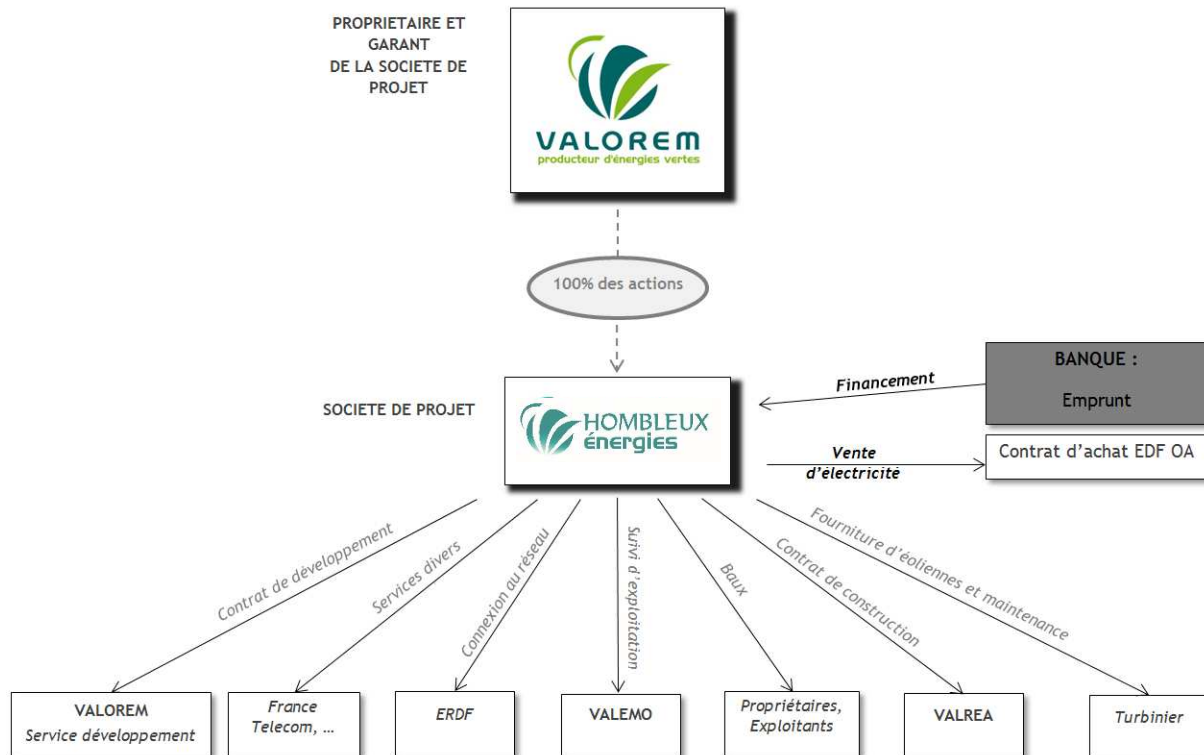 PROPRIETAIRE ET
GARANT
DE LA SOCIETE DE
PROJET
VALOREM
producteur d'énergies vertes
100% des actions
SOCIETE DE PROJET
HOMBLEUX
énergies
Financement
BANQUE :
Emprunt
Vente
d'électricité
Contrat d'achat EDF OA
Contrat de développement
Services divers
Connexion au réseau
Suivi d'exploitation
Baux
Contrat de construction
Fourniture d'éoliennes et maintenance
VALOREM
Service développement
France
Telecom, ...
ERDF
VALEMO
Propriétaires,
Exploitants
VALREA
Turbinier